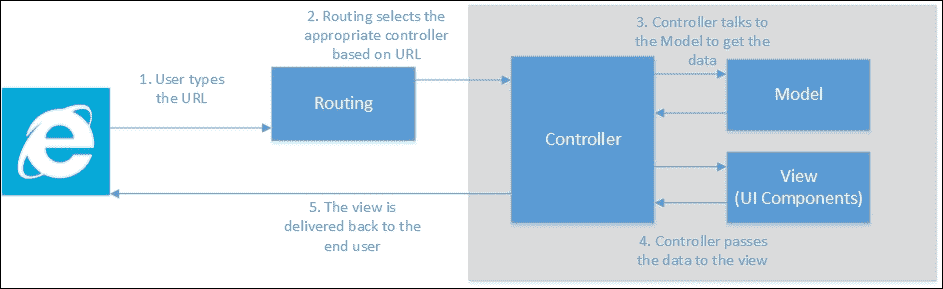 1. User types
the URL
2. Routing selects the
appropriate controller
based on URL
Routing
3. Controller talks to
the Model to get the
data
Controller
Model
View
(UI Components)
4. Controller passes
the data to the view
5. The view is
delivered back to the
end user